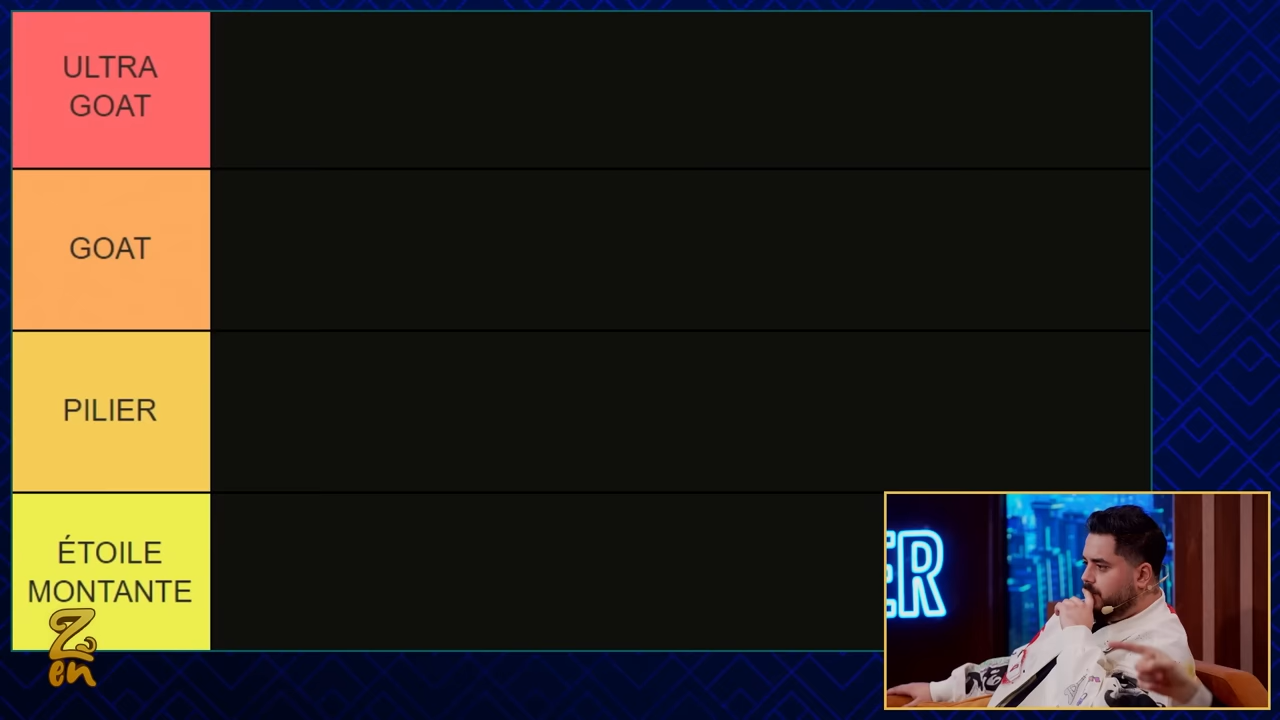 ULTRA
GOAT
GOAT
PILIER
ÉTOILE
MONTANTE
Zen
ER